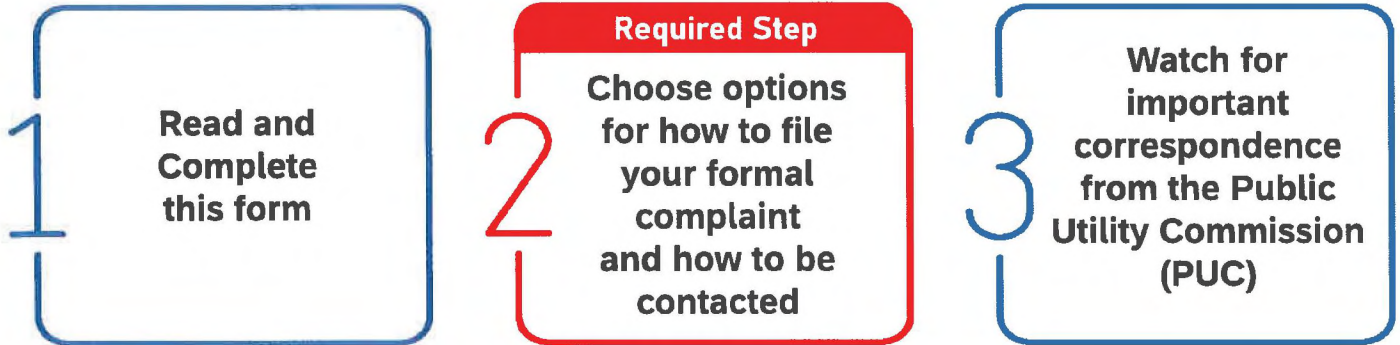 1
Read and
Complete
this form
Required Step
2
Choose options
for how to file
your formal
complaint
and how to be
contacted
3
Watch for
important
correspondence
from the Public
Utility Commission
(PUC)